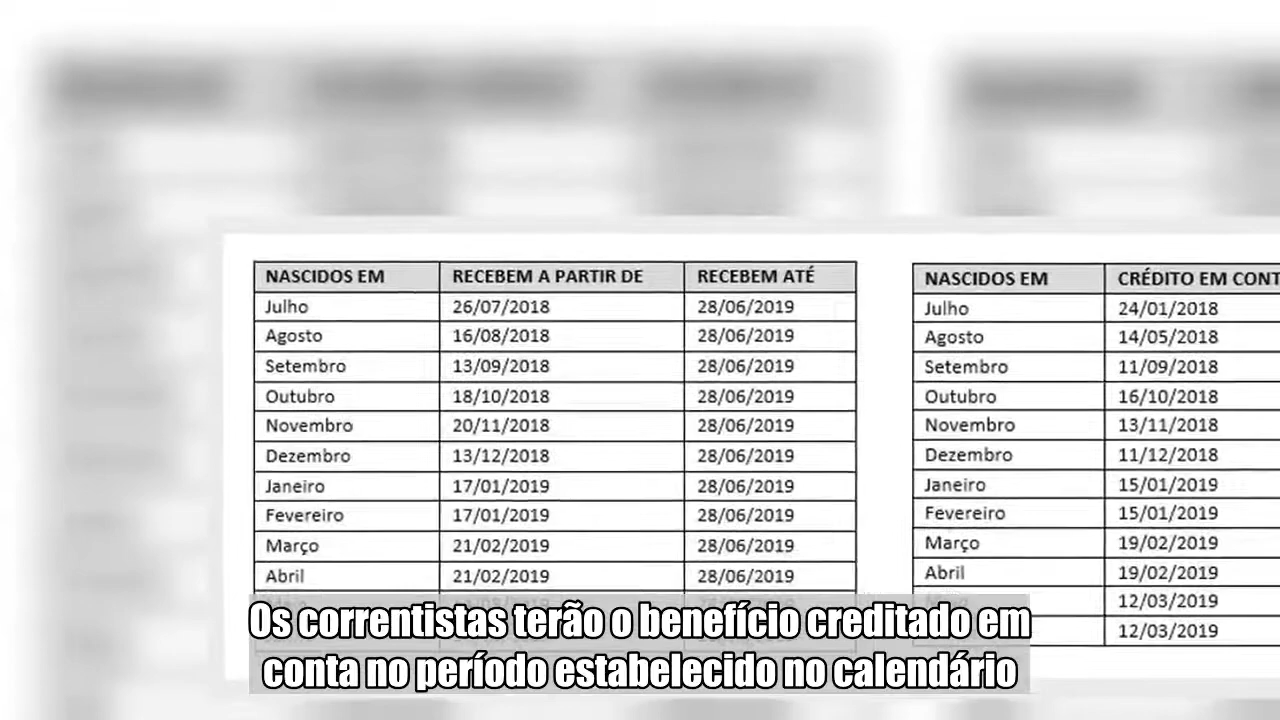 NASCIDOS EM RECEBEM A PARTIR DE RECEBEM ATÉ
Julho 26/07/2018 28/06/2019
Agosto 16/08/2018 28/06/2019
Setembro 13/09/2018 28/06/2019
Outubro 18/10/2018 28/06/2019
Novembro 20/11/2018 28/06/2019
Dezembro 13/12/2018 28/06/2019
Janeiro 17/01/2019 28/06/2019
Fevereiro 17/01/2019 28/06/2019
Março 21/02/2019 28/06/2019
Abril 21/02/2019 28/06/2019
NASCIDOS EM CRÉDITO EM CONT
Julho 24/01/2018
Agosto 14/05/2018
Setembro 11/09/2018
Outubro 16/10/2018
Novembro 13/11/2018
Dezembro 11/12/2018
Janeiro 15/01/2019
Fevereiro 15/01/2019
Março 19/02/2019
Abril 19/02/2019
12/03/2019
12/03/2019
Os correntistas terão o benefício creditado em
conta no período estabelecido no calendário